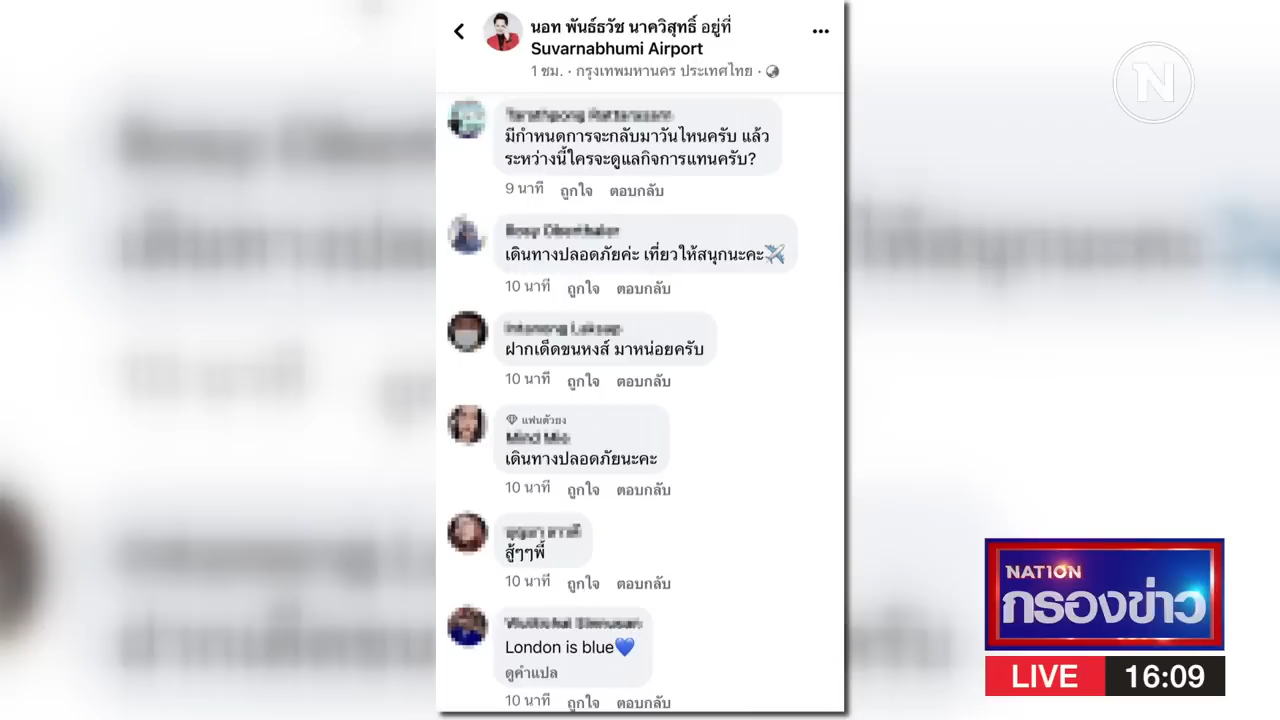 นอท พันธ์ธวัช นาควิสุทธิ์ อยู่ที่
Suvarnabhumi Airport
1 ชม. · กรุงเทพมหานคร ประเทศไทย ·
N
มีกำหนดการจะกลับมาวันไหนครับ แล้ว
ระหว่างนี้ใครจะดูแลกิจการแทนครับ?
9 นาที ถูกใจ ตอบกลับ
เดินทางปลอดภัยค่ะ เที่ยวให้สนุกนะคะ✈️
10 นาที ถูกใจ ตอบกลับ
ฝากเด็ดขนหงส์ มาหน่อยครับ
10 นาที ถูกใจ ตอบกลับ
แฟนตัวยง
เดินทางปลอดภัยนะคะ
10 นาที ถูกใจ ตอบกลับ
สู้ๆๆพี่
10 นาที ถูกใจ ตอบกลับ
London is blue💙
ดูคำแปล
10 นาที ถูกใจ ตอบกลับ
NATION
กรองข่าว
LIVE 16:09